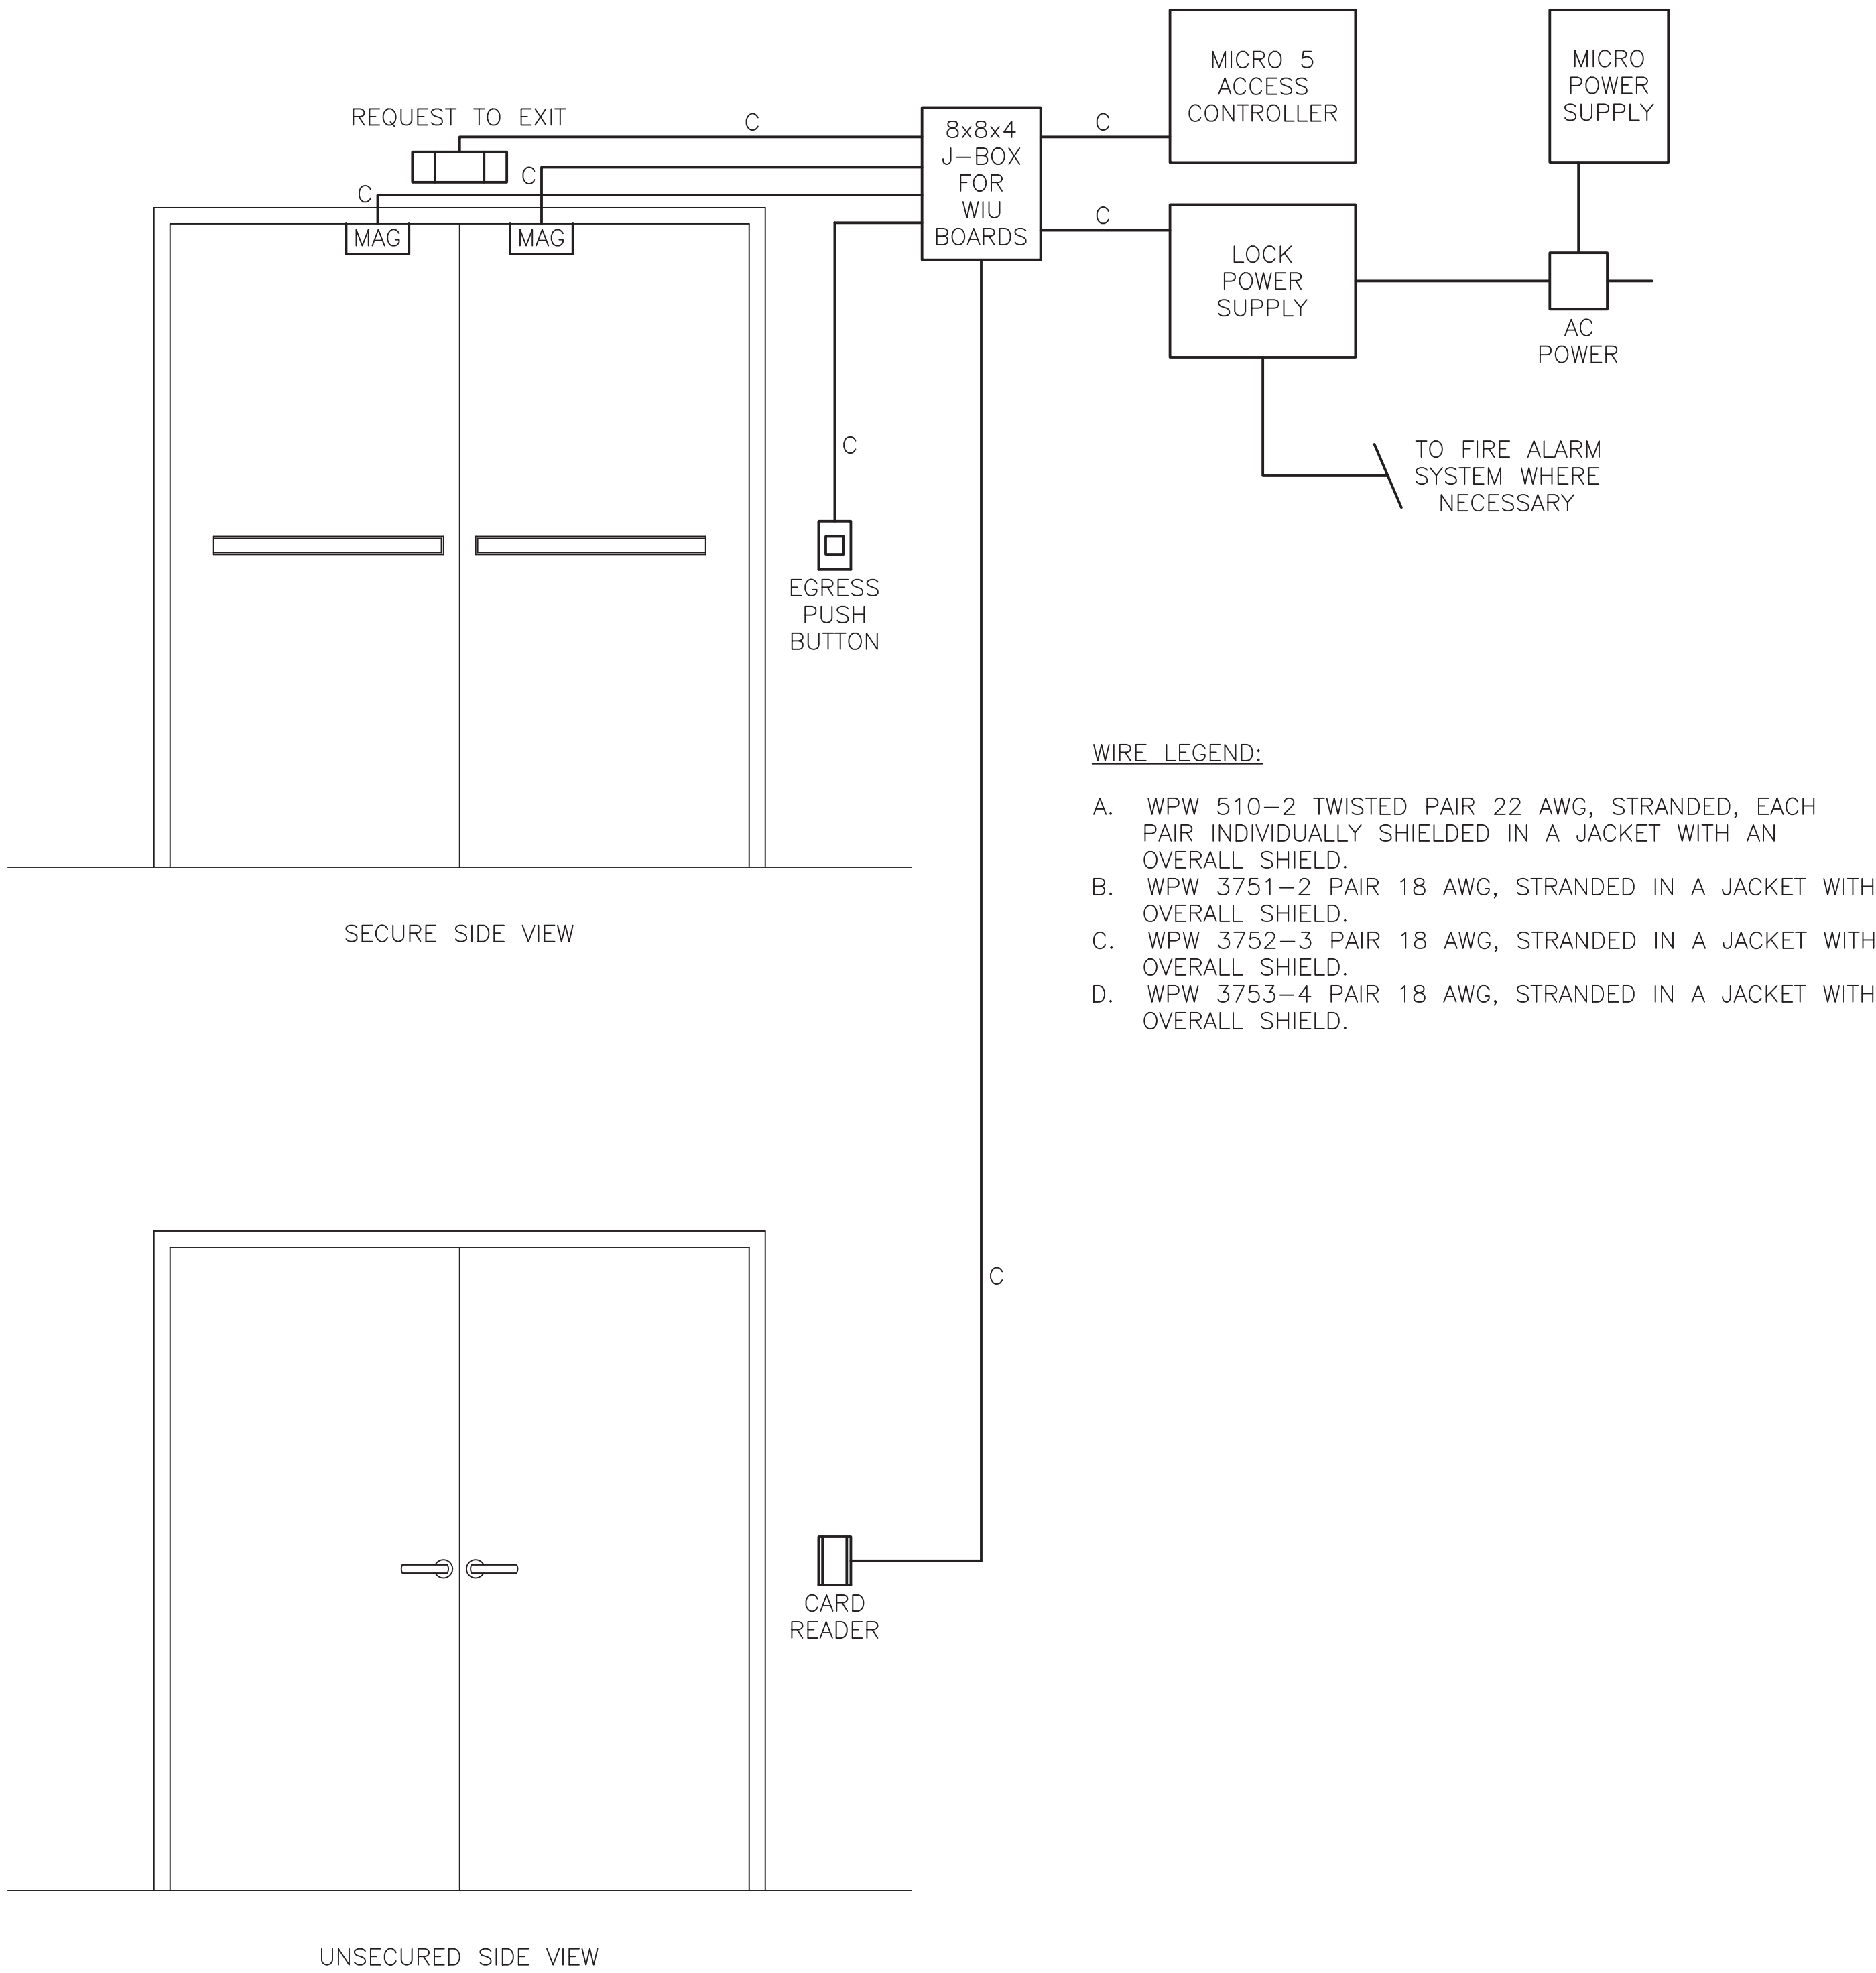 MICRO 5
ACCESS
CONTROLLER
MICRO
POWER
SUPPLY
REQUEST TO EXIT
C
8x8x4
J-BOX
FOR
WIU
BOARDS
C
C
C
MAG
MAG
C
LOCK
POWER
SUPPLY
AC
POWER
C
TO FIRE ALARM
SYSTEM WHERE
NECESSARY
EGRESS
PUSH
BUTTON
WIRE LEGEND:
A. WPW 510-2 TWISTED PAIR 22 AWG, STRANDED, EACH
PAIR INDIVIDUALLY SHIELDED IN A JACKET WITH AN
OVERALL SHIELD.
B. WPW 3751-2 PAIR 18 AWG, STRANDED IN A JACKET WITH
OVERALL SHIELD.
C. WPW 3752-3 PAIR 18 AWG, STRANDED IN A JACKET WITH
OVERALL SHIELD.
D. WPW 3753-4 PAIR 18 AWG, STRANDED IN A JACKET WITH
OVERALL SHIELD.
SECURE SIDE VIEW
C
CARD
READER
UNSECURED SIDE VIEW